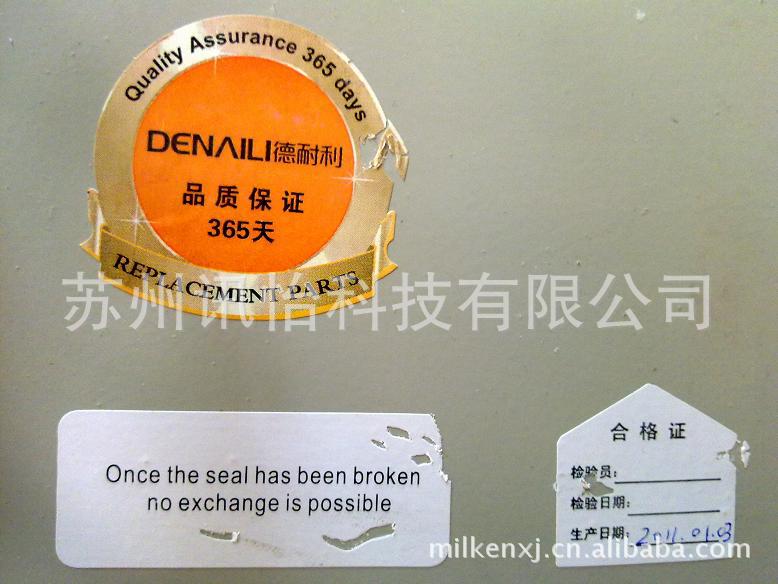 Quality Assurance 365 days
DENAILI德耐利
品质保证
365天
REPLACEMENT PARTS
苏州讯怡科技有限公司
Once the seal has been broken
no exchange is possible
合格证
检验员:
检验日期:
生产日期: 2011.01.03
milkenxj.cn.alibaba.com